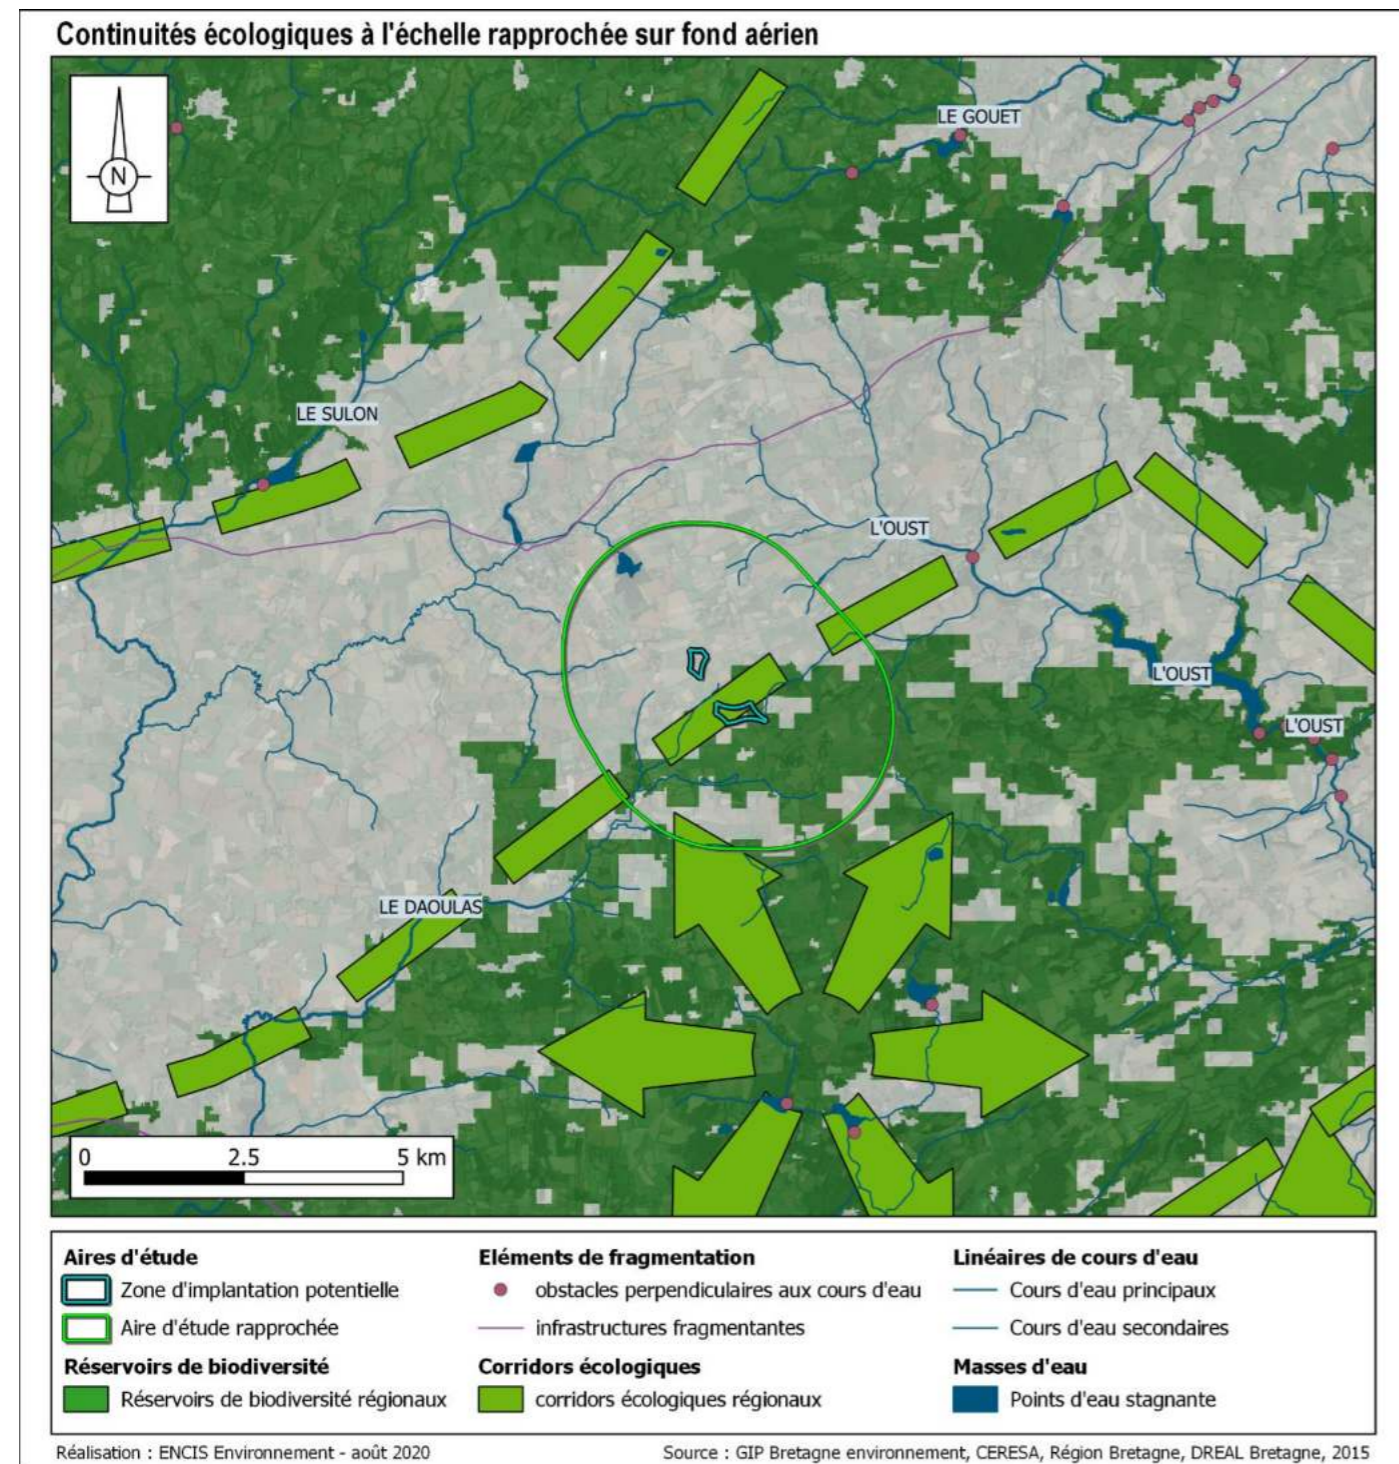 Continuités écologiques à l'échelle rapprochée sur fond aérien
N
LE GOUET
LE SULON
L'OUST
L'OUST
L'OUST
LE DAOULAS
0 2.5 5 km
Aires d'étude
Zone d'implantation potentielle
Aire d'étude rapprochée
Réservoirs de biodiversité
Réservoirs de biodiversité régionaux
Eléments de fragmentation
obstacles perpendiculaires aux cours d'eau
infrastructures fragmentantes
Corridors écologiques
corridors écologiques régionaux
Linéaires de cours d'eau
Cours d'eau principaux
Cours d'eau secondaires
Masses d'eau
Points d'eau stagnante
Réalisation : ENCIS Environnement - août 2020
Source : GIP Bretagne environnement, CERESA, Région Bretagne, DREAL Bretagne, 2015